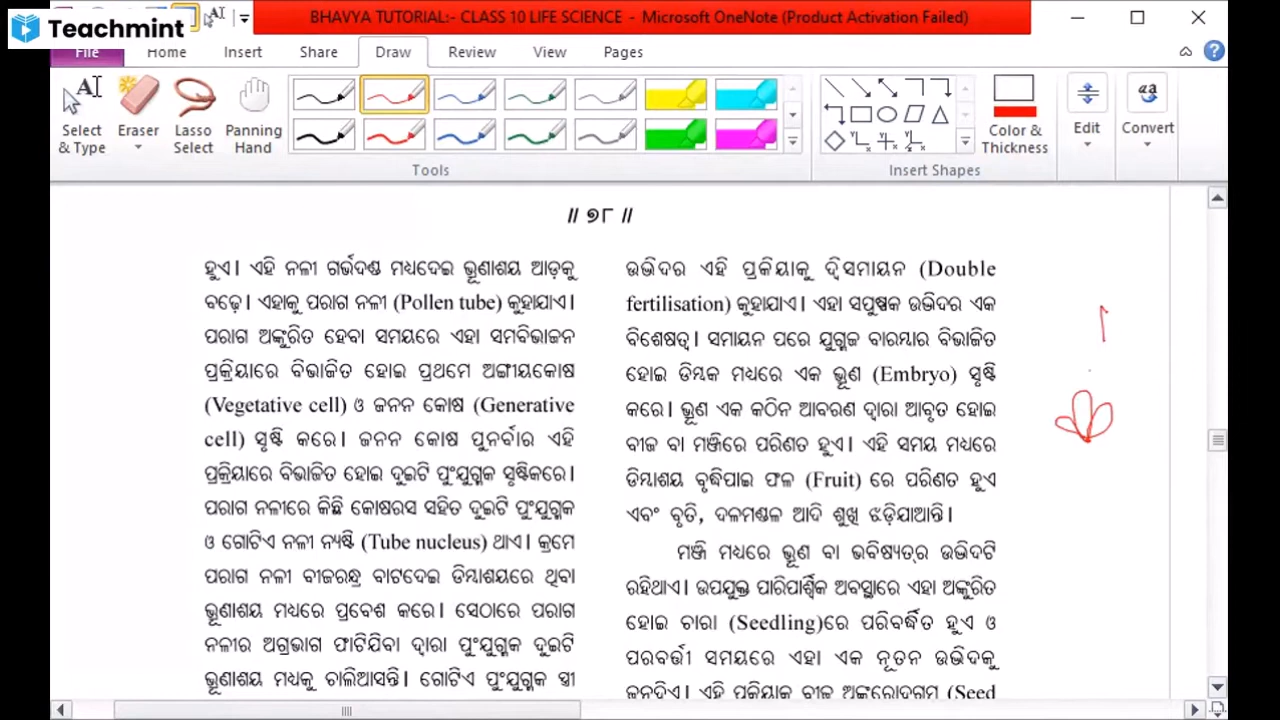 Teachmint
BHAVYA TUTORIAL:- CLASS 10 LIFE SCIENCE - Microsoft OneNote (Product Activation Failed)
File Home Insert Share Draw Review View Pages
Select & Type
Eraser
Lasso Select
Panning Hand
Color & Thickness
Edit
Convert
Tools
Insert Shapes
॥ ୭୮ ॥
ହୁଏ। ଏହି ନଳୀ ଗର୍ଭଦଣ୍ଡ ମଧ୍ୟଦେଇ ଭୂଣାଶୟ ଆଡ଼କୁ
ବଢ଼େ। ଏହାକୁ ପରାଗ ନଳୀ (Pollen tube) କୁହାଯାଏ।
ପରାଗ ଅଙ୍କୁରିତ ହେବା ସମୟରେ ଏହା ସମବିଭାଜନ
ପ୍ରକ୍ରିୟାରେ ବିଭାଜିତ ହୋଇ ପ୍ରଥମେ ଅଙ୍ଗୀୟକୋଷ
(Vegetative cell) ଓ ଜନନ କୋଷ (Generative
cell) ସୃଷ୍ଟି କରେ। ଜନନ କୋଷ ପୁନର୍ବାର ଏହି
ପ୍ରକ୍ରିୟାରେ ବିଭାଜିତ ହୋଇ ଦୁଇଟି ପୁଂଯୁଗ୍ମକ ସୃଷ୍ଟିକରେ।
ପରାଗ ନଳୀରେ କିଛି କୋଷରସ ସହିତ ଦୁଇଟି ପୁଂଯୁଗ୍ମକ
ଓ ଗୋଟିଏ ନଳୀ ନ୍ୟଷ୍ଟି (Tube nucleus) ଥାଏ। କ୍ରମେ
ପରାଗ ନଳୀ ବୀଜରନ୍ଧ୍ର ବାଟଦେଇ ଡିମ୍ବାଶୟରେ ଥିବା
ଭୂଣାଶୟ ମଧ୍ୟରେ ପ୍ରବେଶ କରେ। ସେଠାରେ ପରାଗ
ନଳୀର ଅଗ୍ରଭାଗ ଫାଟିଯିବା ଦ୍ୱାରା ପୁଂଯୁଗ୍ମକ ଦୁଇଟି
ଭୂଣାଶୟ ମଧ୍ୟକୁ ଚାଲିଆସନ୍ତି। ଗୋଟିଏ ପୁଂଯୁଗ୍ମକ ସ୍ତ୍ରୀ
ଉଦ୍ଭିଦର ଏହି ପ୍ରକିୟାକୁ ଦ୍ୱିସମାୟନ (Double
fertilisation) କୁହାଯାଏ। ଏହା ସପୁଷ୍ପକ ଉଦ୍ଭିଦର ଏକ
ବିଶେଷତ୍ୱ। ସମାୟନ ପରେ ଯୁଗ୍ମଜ ବାରମ୍ବାର ବିଭାଜିତ
ହୋଇ ଡିମ୍ବକ ମଧ୍ୟରେ ଏକ ଭୂଣ (Embryo) ସୃଷ୍ଟି
କରେ। ଭୂଣ ଏକ କଠିନ ଆବରଣ ଦ୍ୱାରା ଆବୃତ ହୋଇ
ବୀଜ ବା ମଞ୍ଜିରେ ପରିଣତ ହୁଏ। ଏହି ସମୟ ମଧ୍ୟରେ
ଡିମ୍ବାଶୟ ବୃଦ୍ଧିପାଇ ଫଳ (Fruit) ରେ ପରିଣତ ହୁଏ
ଏବଂ ବୃତି, ଦଳମଣ୍ଡଳ ଆଦି ଶୁଖି ଝଡ଼ିଯାଆନ୍ତି।
ମଞ୍ଜି ମଧ୍ୟରେ ଭୂଣ ବା ଭବିଷ୍ୟତ୍‌ର ଉଦ୍ଭିଦଟି
ରହିଥାଏ। ଉପଯୁକ୍ତ ପାରିପାର୍ଶ୍ୱିକ ଅବସ୍ଥାରେ ଏହା ଅଙ୍କୁରିତ
ହୋଇ ଚାରା (Seedling)ରେ ପରିବର୍ଦ୍ଧିତ ହୁଏ ଓ
ପରବର୍ତ୍ତୀ ସମୟରେ ଏହା ଏକ ନୂତନ ଉଦ୍ଭିଦକୁ
ଜନ୍ମଦିଏ। ଏହି ପ୍ରକିୟାକୁ ବୀଜ ଅଙ୍କୁରୋଦ୍‌ଗମ (Seed